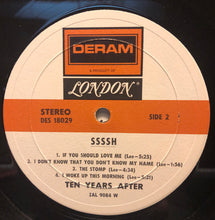 DERAM
A PRODUCT OF
LONDON
STEREO
DES 18029
SIDE 2
SSSSH
1. IF YOU SHOULD LOVE ME (Lee—5:25)
2. I DON'T KNOW THAT YOU DON'T KNOW MY NAME (Lee—1:56)
3. THE STOMP (Lee—4:34)
4. I WOKE UP THIS MORNING (Lee—5:21)
TEN YEARS AFTER
ZAL 9084 W